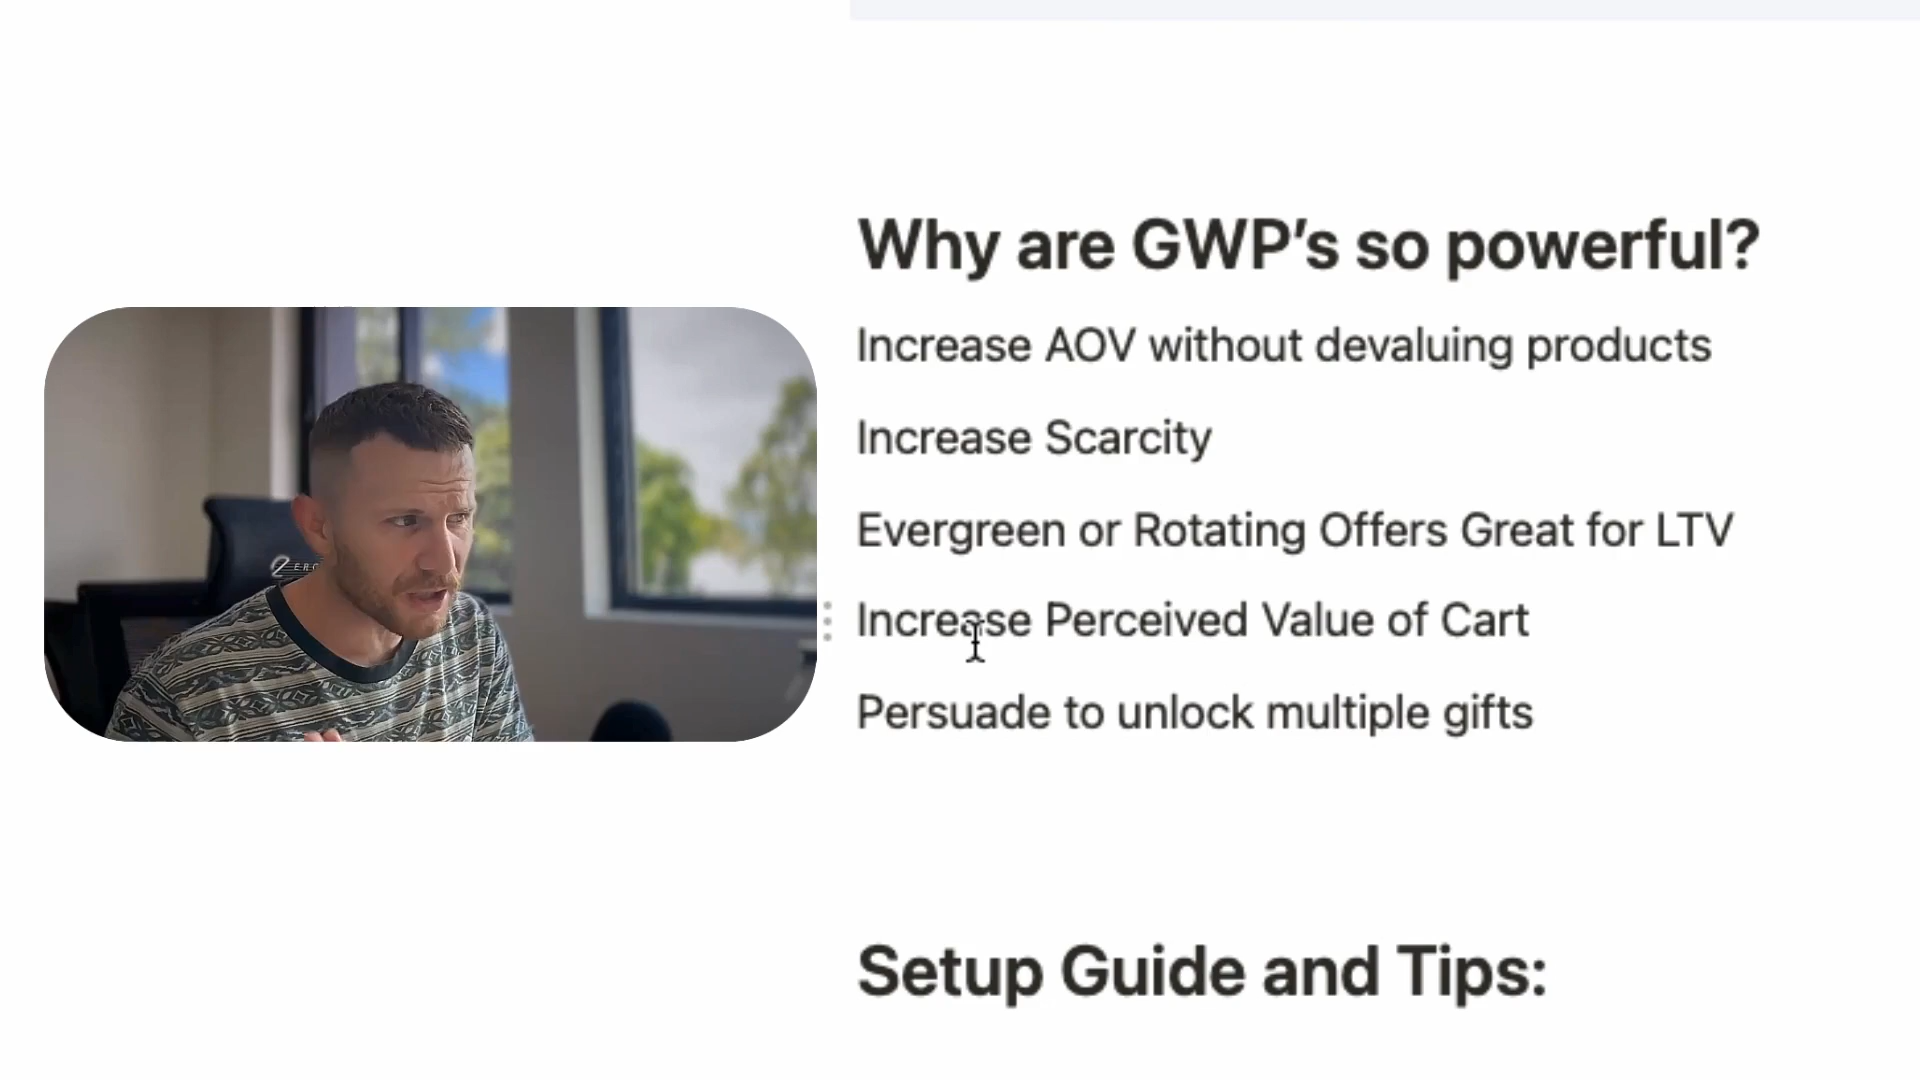 Why are GWP’s so powerful?
Increase AOV without devaluing products
Increase Scarcity
Evergreen or Rotating Offers Great for LTV
Increase Perceived Value of Cart
Persuade to unlock multiple gifts
Setup Guide and Tips: